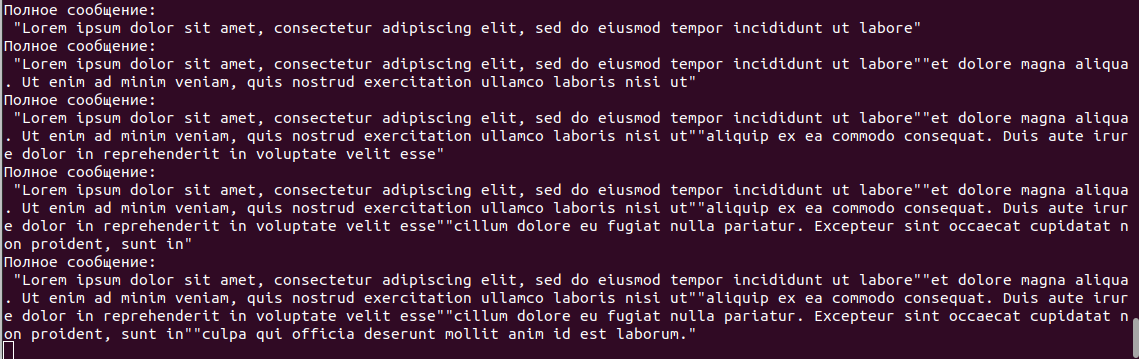 Полное сообщение:
 "Lorem ipsum dolor sit amet, consectetur adipiscing elit, sed do eiusmod tempor incididunt ut labore"
Полное сообщение:
 "Lorem ipsum dolor sit amet, consectetur adipiscing elit, sed do eiusmod tempor incididunt ut labore""et dolore magna aliqua
. Ut enim ad minim veniam, quis nostrud exercitation ullamco laboris nisi ut"
Полное сообщение:
 "Lorem ipsum dolor sit amet, consectetur adipiscing elit, sed do eiusmod tempor incididunt ut labore""et dolore magna aliqua
. Ut enim ad minim veniam, quis nostrud exercitation ullamco laboris nisi ut""aliquip ex ea commodo consequat. Duis aute irur
e dolor in reprehenderit in voluptate velit esse"
Полное сообщение:
 "Lorem ipsum dolor sit amet, consectetur adipiscing elit, sed do eiusmod tempor incididunt ut labore""et dolore magna aliqua
. Ut enim ad minim veniam, quis nostrud exercitation ullamco laboris nisi ut""aliquip ex ea commodo consequat. Duis aute irur
e dolor in reprehenderit in voluptate velit esse""cillum dolore eu fugiat nulla pariatur. Excepteur sint occaecat cupidatat n
on proident, sunt in"
Полное сообщение:
 "Lorem ipsum dolor sit amet, consectetur adipiscing elit, sed do eiusmod tempor incididunt ut labore""et dolore magna aliqua
. Ut enim ad minim veniam, quis nostrud exercitation ullamco laboris nisi ut""aliquip ex ea commodo consequat. Duis aute irur
e dolor in reprehenderit in voluptate velit esse""cillum dolore eu fugiat nulla pariatur. Excepteur sint occaecat cupidatat n
on proident, sunt in""culpa qui officia deserunt mollit anim id est laborum."